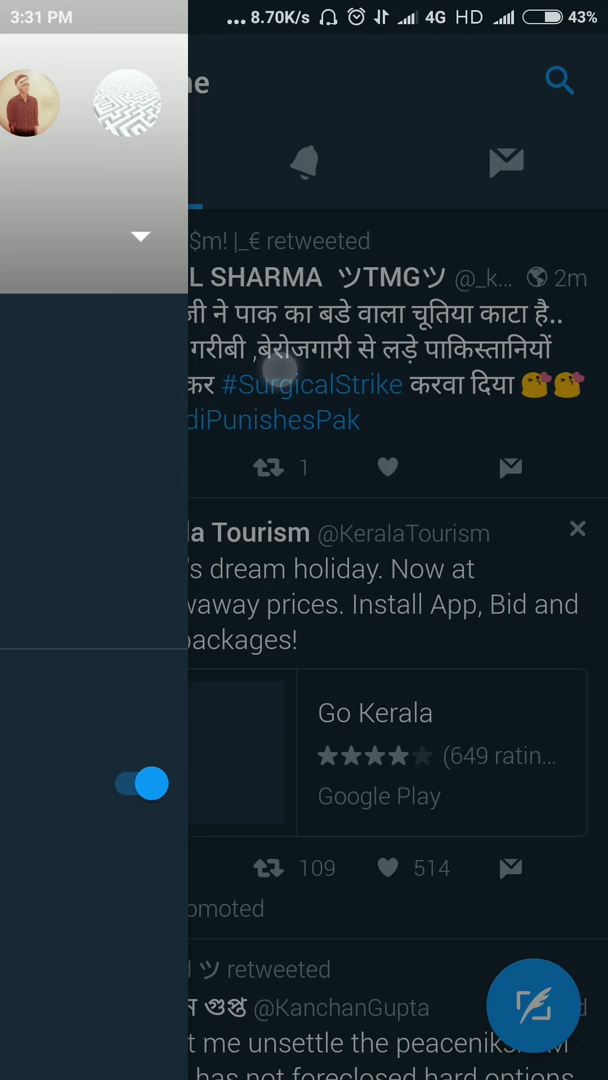 3:31 PM ... 8.70K/s 4G HD 43%
ne
$m! |_€ retweeted
L SHARMA ツTMGツ @_k... 2m
जी ने पाक का बडे वाला चूतिया काटा है..
गरीबी ,बेरोजगारी से लड़े पाकिस्तानियों
कर #SurgicalStrike करवा दिया 😘😘
diPunishesPak
1
la Tourism @KeralaTourism
's dream holiday. Now at
waway prices. Install App, Bid and
packages!
Go Kerala
(649 ratin...
Google Play
109 514
omoted
ツ retweeted
न गुप्त @KanchanGupta
t me unsettle the peacenik
has not foreclosed hard options